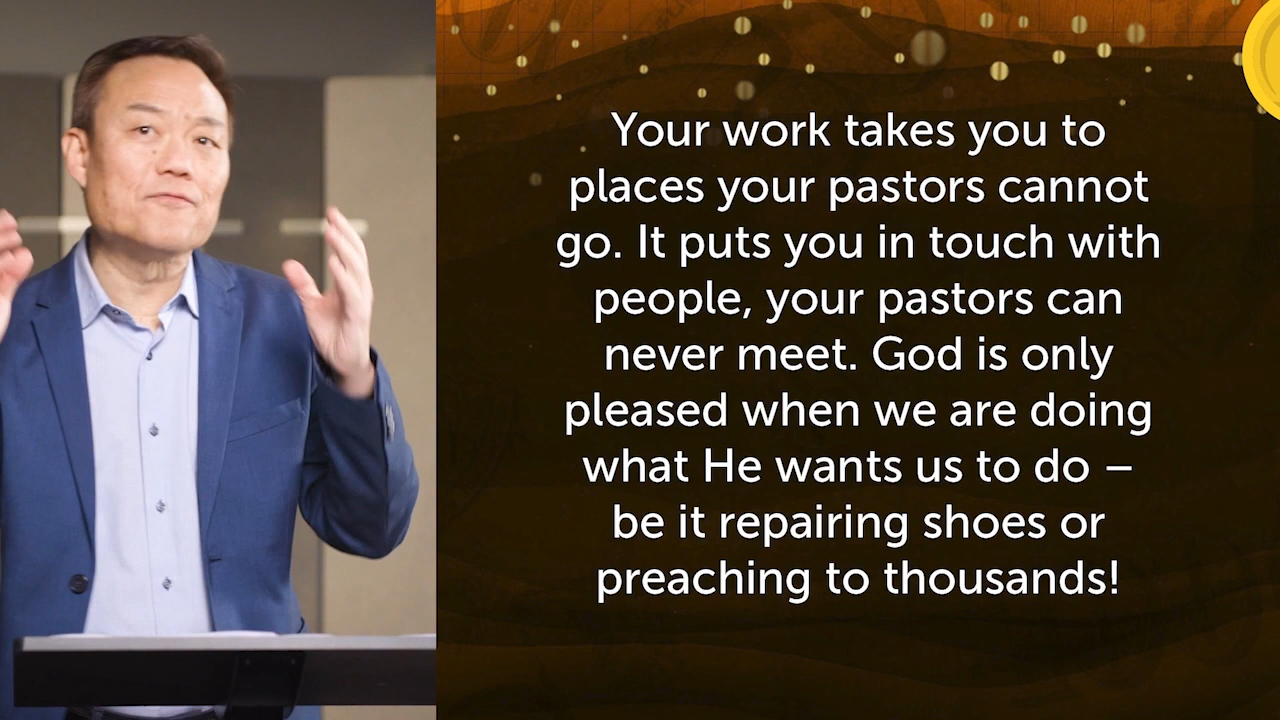 Your work takes you to
places your pastors cannot
go. It puts you in touch with
people, your pastors can
never meet. God is only
pleased when we are doing
what He wants us to do –
be it repairing shoes or
preaching to thousands!